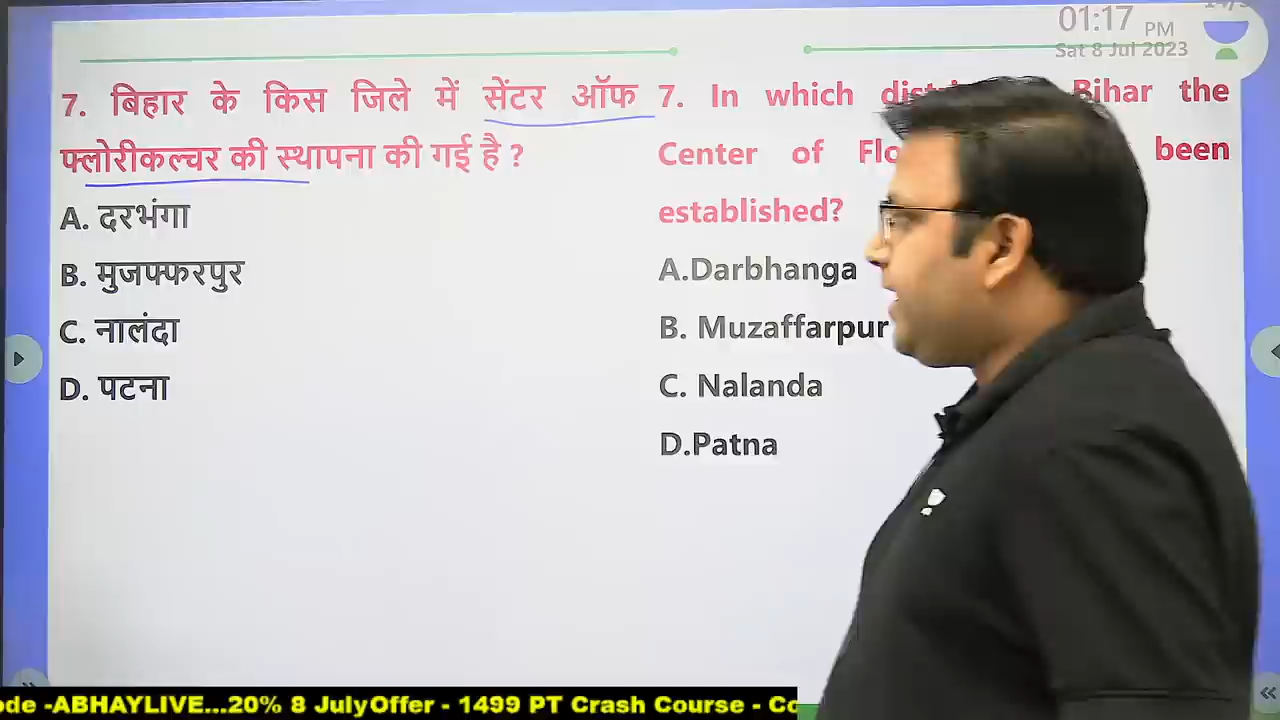 01:17 PM
Sat 8 Jul 2023
7. बिहार के किस जिले में सेंटर ऑफ
फ्लोरीकल्चर की स्थापना की गई है ?
A. दरभंगा
B. मुजफ्फरपुर
C. नालंदा
D. पटना
7. In which Bihar the
Center of been
established?
A.Darbhanga
B. Muzaffarpur
C. Nalanda
D.Patna
-ABHAYLIVE...20% 8 JulyOffer - 1499 PT Crash Course -